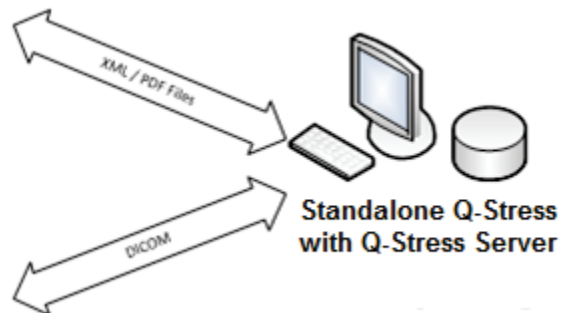 XML / PDF Files
DICOM
Standalone Q-Stress
with Q-Stress Server